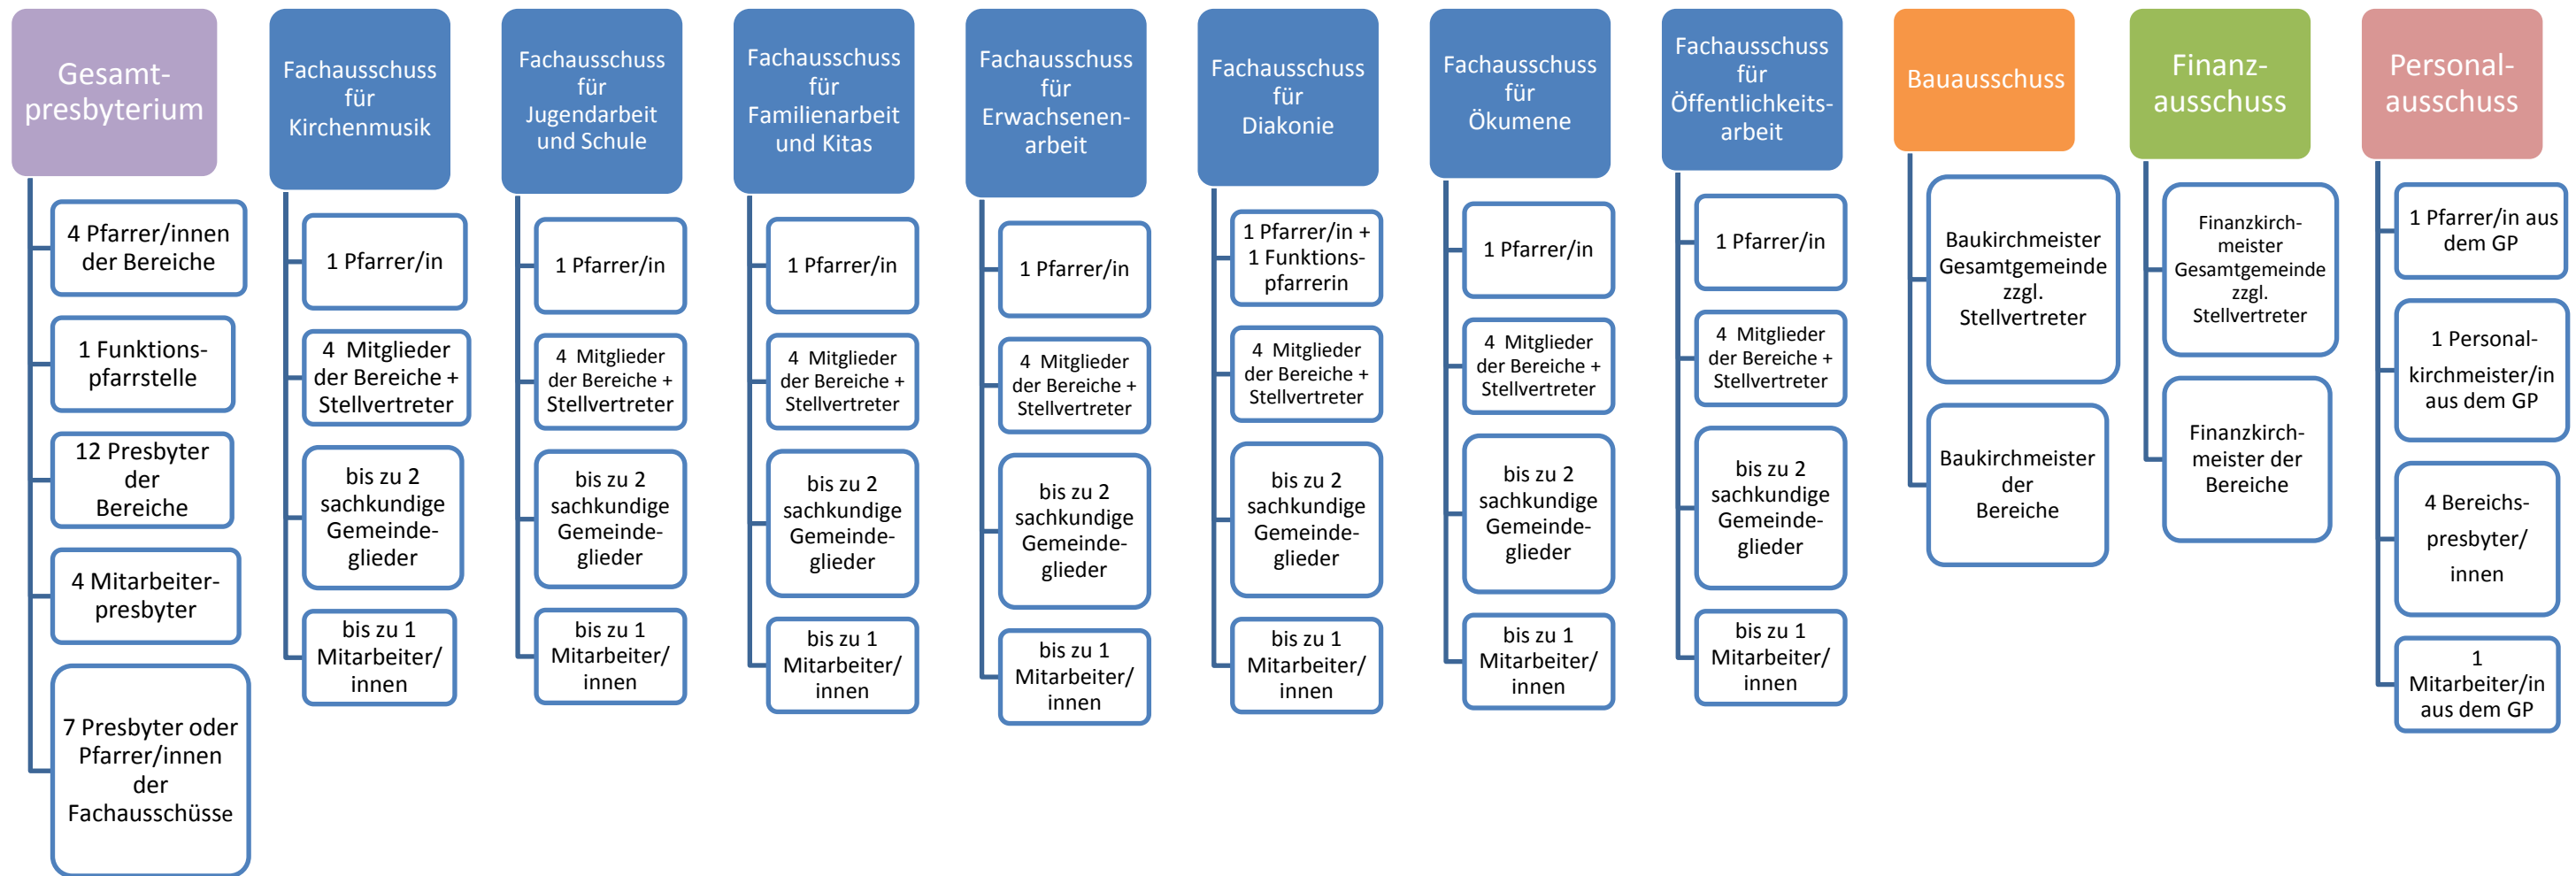 Gesamt-
presbyterium
4 Pfarrer/innen
der Bereiche
1 Funktions-
pfarrstelle
12 Presbyter
der
Bereiche
4 Mitarbeiter-
presbyter
7 Presbyter oder
Pfarrer/innen
der
Fachausschüsse
Fachausschuss
für
Kirchenmusik
1 Pfarrer/in
4 Mitglieder
der Bereiche +
Stellvertreter
bis zu 2
sachkundige
Gemeinde-
glieder
bis zu 1
Mitarbeiter/
innen
Fachausschuss
für
Jugendarbeit
und Schule
1 Pfarrer/in
4 Mitglieder
der Bereiche +
Stellvertreter
bis zu 2
sachkundige
Gemeinde-
glieder
bis zu 1
Mitarbeiter/
innen
Fachausschuss
für
Familienarbeit
und Kitas
1 Pfarrer/in
4 Mitglieder
der Bereiche +
Stellvertreter
bis zu 2
sachkundige
Gemeinde-
glieder
bis zu 1
Mitarbeiter/
innen
Fachausschuss
für
Erwachsenen-
arbeit
1 Pfarrer/in
4 Mitglieder
der Bereiche +
Stellvertreter
bis zu 2
sachkundige
Gemeinde-
glieder
bis zu 1
Mitarbeiter/
innen
Fachausschuss
für
Diakonie
1 Pfarrer/in +
1 Funktions-
pfarrerin
4 Mitglieder
der Bereiche +
Stellvertreter
bis zu 2
sachkundige
Gemeinde-
glieder
bis zu 1
Mitarbeiter/
innen
Fachausschuss
für
Ökumene
1 Pfarrer/in
4 Mitglieder
der Bereiche +
Stellvertreter
bis zu 2
sachkundige
Gemeinde-
glieder
bis zu 1
Mitarbeiter/
innen
Fachausschuss
für
Öffentlichkeits-
arbeit
1 Pfarrer/in
4 Mitglieder
der Bereiche +
Stellvertreter
bis zu 2
sachkundige
Gemeinde-
glieder
bis zu 1
Mitarbeiter/
innen
Bauausschuss
Baukirchmeister
Gesamtgemeinde
zzgl.
Stellvertreter
Baukirchmeister
der
Bereiche
Finanz-
ausschuss
Finanzkirch-
meister
Gesamtgemeinde
zzgl.
Stellvertreter
Finanzkirch-
meister der
Bereiche
Personal-
ausschuss
1 Pfarrer/in aus
dem GP
1 Personal-
kirchmeister/in
aus dem GP
4 Bereichs-
presbyter/
innen
1
Mitarbeiter/in
aus dem GP